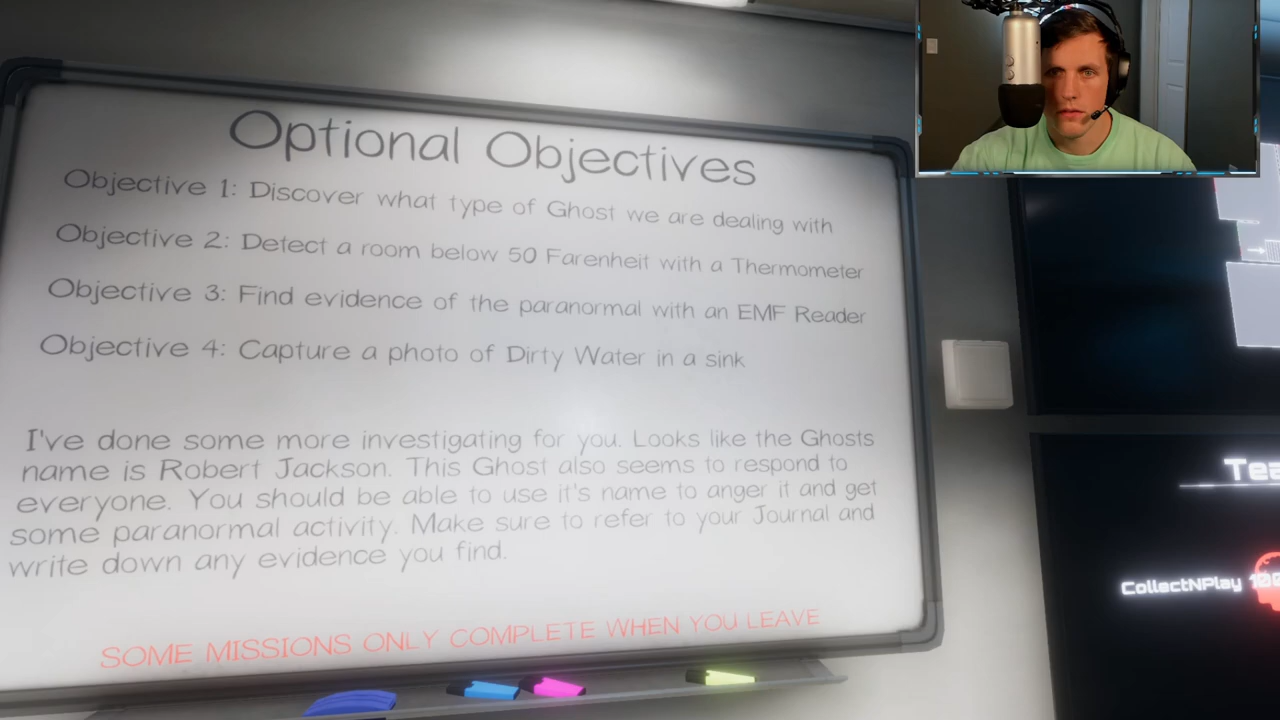 Optional Objectives
Objective 1: Discover what type of Ghost we are dealing with
Objective 2: Detect a room below 50 Farenheit with a Thermometer
Objective 3: Find evidence of the paranormal with an EMF Reader
Objective 4: Capture a photo of Dirty Water in a sink
I've done some more investigating for you. Looks like the Ghosts
name is Robert Jackson. This Ghost also seems to respond to
everyone. You should be able to use it's name to anger it and get
some paranormal activity. Make sure to refer to your Journal and
write down any evidence you find.
SOME MISSIONS ONLY COMPLETE WHEN YOU LEAVE
CollectNPlay